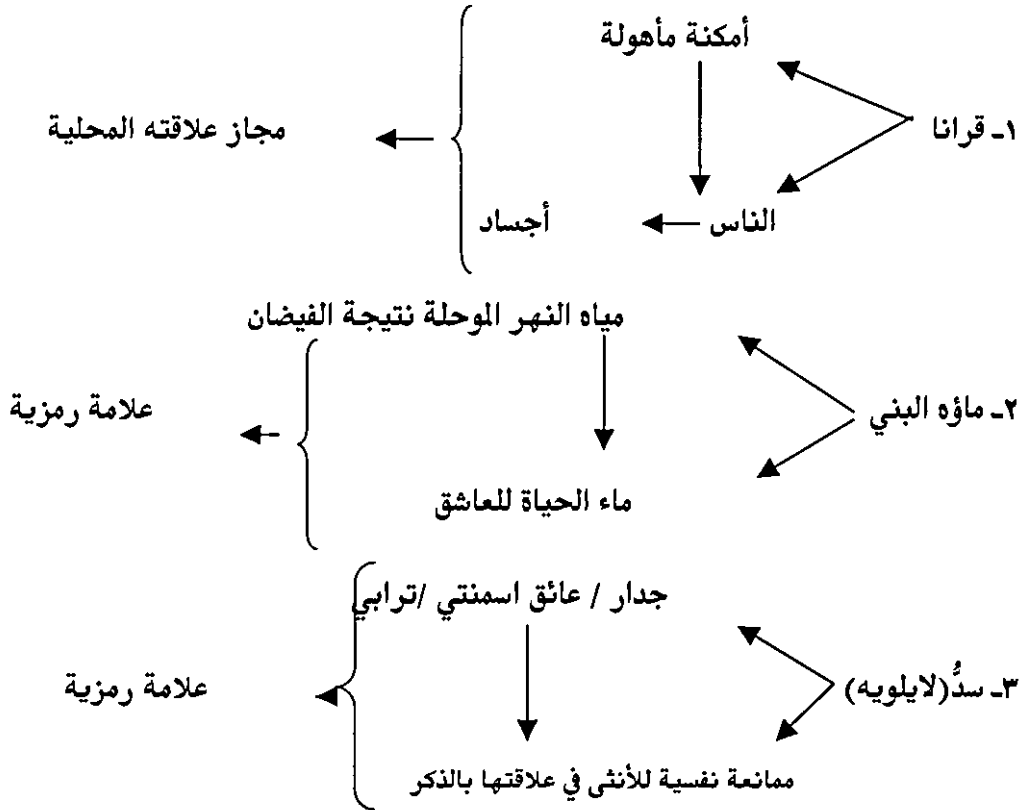 أمكنة مأهولة
١ـ قرانا
مجاز علاقته المحلية
الناس
أجساد
مياه النهر الموحلة نتيجة الفيضان
٢ـ ماؤه البني
علامة رمزية
ماء الحياة للعاشق
جدار / عائق اسمنتي /ترابي
٣ـ سدٌّ(لايلويه)
علامة رمزية
ممانعة نفسية للأنثى في علاقتها بالذكر